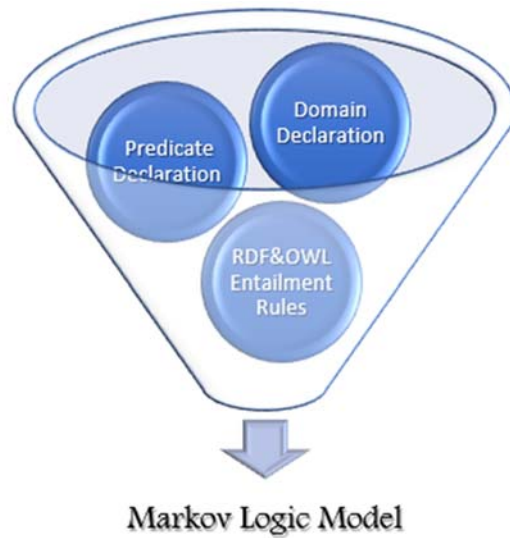 Domain
Declaration
Predicate
Declaration
RDF&OWL
Entailment
Rules
Markov Logic Model